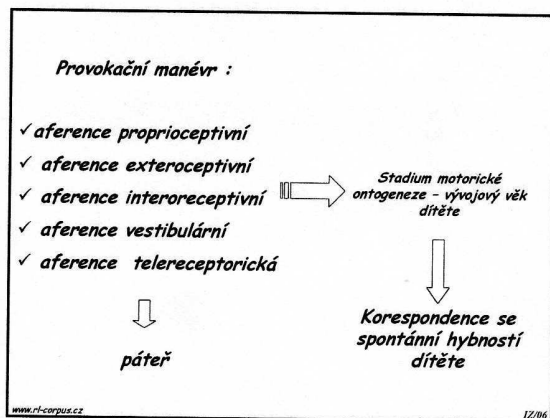 Provokační manévr :
✓ aference proprioceptivní
✓ aference exteroceptivní
✓ aference interoreceptivní
✓ aference vestibulární
✓ aference telereceptorická
páteř
Stadium motorické
ontogeneze – vývojový věk
dítěte
Korespondence se
spontánní hybností
dítěte
www.rl-corpus.cz
IZ/06